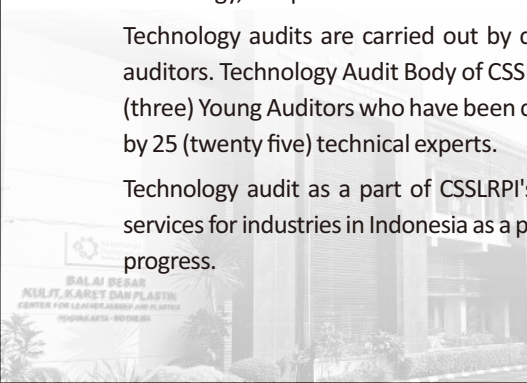 Technology audits are carried out by
auditors. Technology Audit Body of
(three) Young Auditors who have been
by 25 (twenty five) technical experts.
Technology audit as a part of CSSLRPI's
services for industries in Indonesia as a
progress.
BALAI BESAR
KULIT, KARET DAN PLASTIK
CENTER FOR LEATHER, RUBBER AND PLASTICS
YOGYAKARTA - INDONESIA